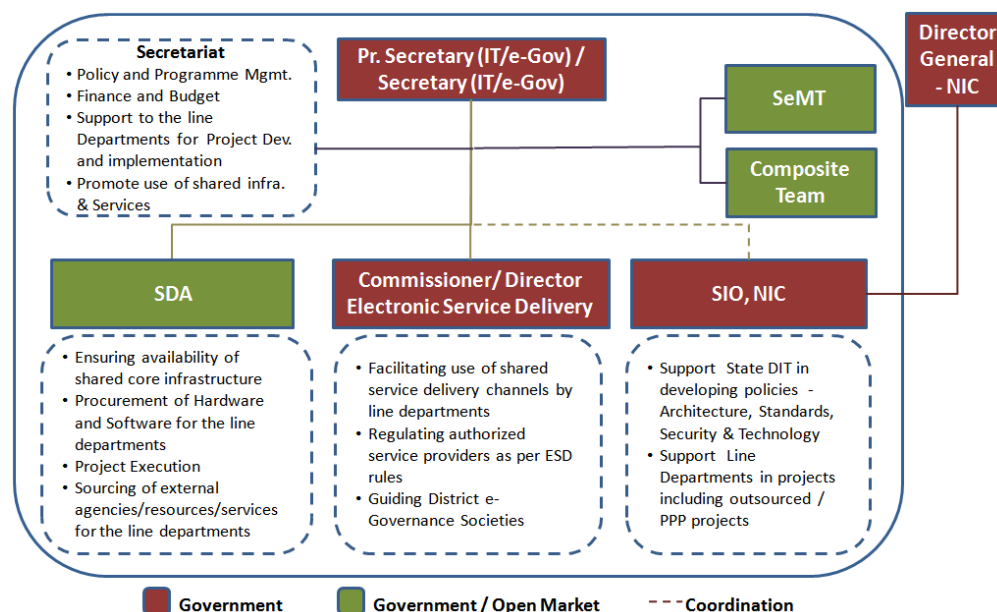 Secretariat
• Policy and Programme Mgmt.
• Finance and Budget
• Support to the line
Departments for Project Dev.
and implementation
• Promote use of shared infra.
& Services
Pr. Secretary (IT/e-Gov) /
Secretary (IT/e-Gov)
Director
General
- NIC
SeMT
Composite
Team
SDA
• Ensuring availability of
shared core infrastructure
• Procurement of Hardware
and Software for the line
departments
• Project Execution
• Sourcing of external
agencies/resources/services
for the line departments
Commissioner/ Director
Electronic Service Delivery
• Facilitating use of shared
service delivery channels by
line departments
• Regulating authorized
service providers as per ESD
rules
• Guiding District e-
Governance Societies
SIO, NIC
• Support State DIT in
developing policies -
Architecture, Standards,
Security & Technology
• Support Line
Departments in projects
including outsourced /
PPP projects
Government
Government / Open Market
Coordination